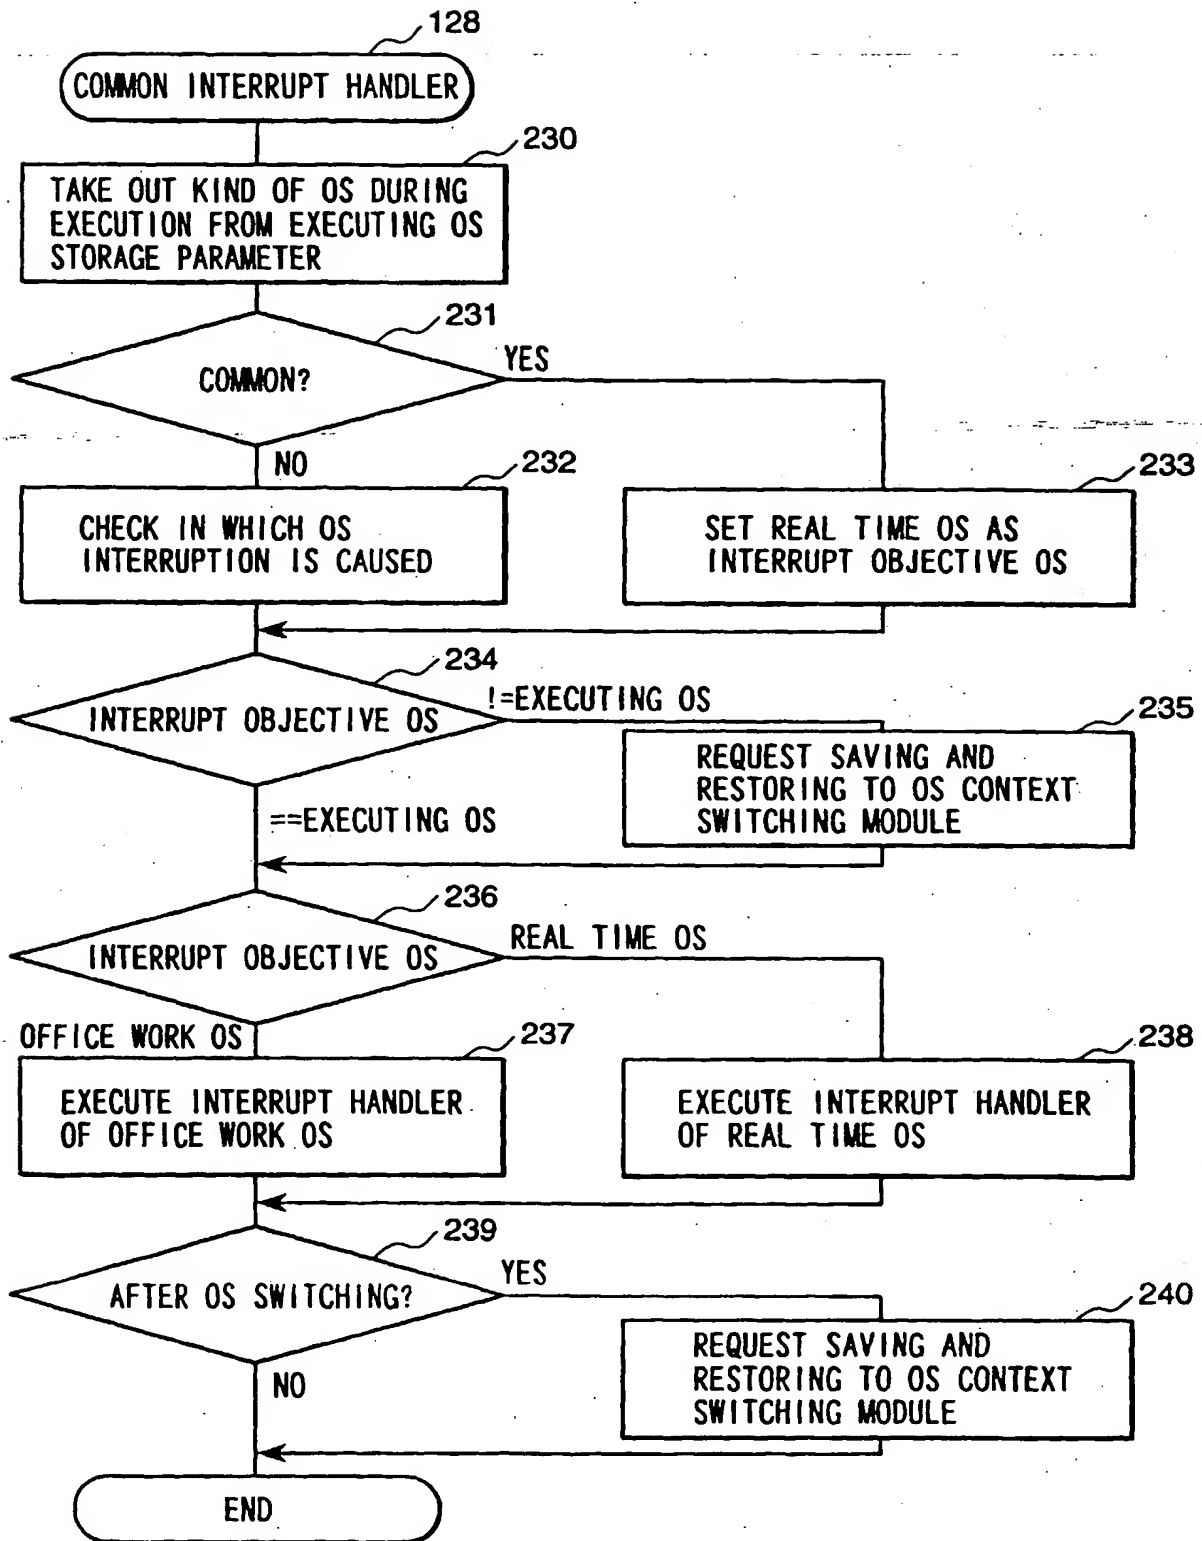 128
COMMON INTERRUPT HANDLER
230
TAKE OUT KIND OF OS DURING
EXECUTION FROM EXECUTING OS
STORAGE PARAMETER
231
COMMON?
YES
NO
232
CHECK IN WHICH OS
INTERRUPTION IS CAUSED
233
SET REAL TIME OS AS
INTERRUPT OBJECTIVE OS
234
INTERRUPT OBJECTIVE OS
!=EXECUTING OS
235
REQUEST SAVING AND
RESTORING TO OS CONTEXT
SWITCHING MODULE
==EXECUTING OS
236
INTERRUPT OBJECTIVE OS
REAL TIME OS
OFFICE WORK OS
237
EXECUTE INTERRUPT HANDLER
OF OFFICE WORK OS
238
EXECUTE INTERRUPT HANDLER
OF REAL TIME OS
239
AFTER OS SWITCHING?
YES
240
REQUEST SAVING AND
RESTORING TO OS CONTEXT
SWITCHING MODULE
NO
END